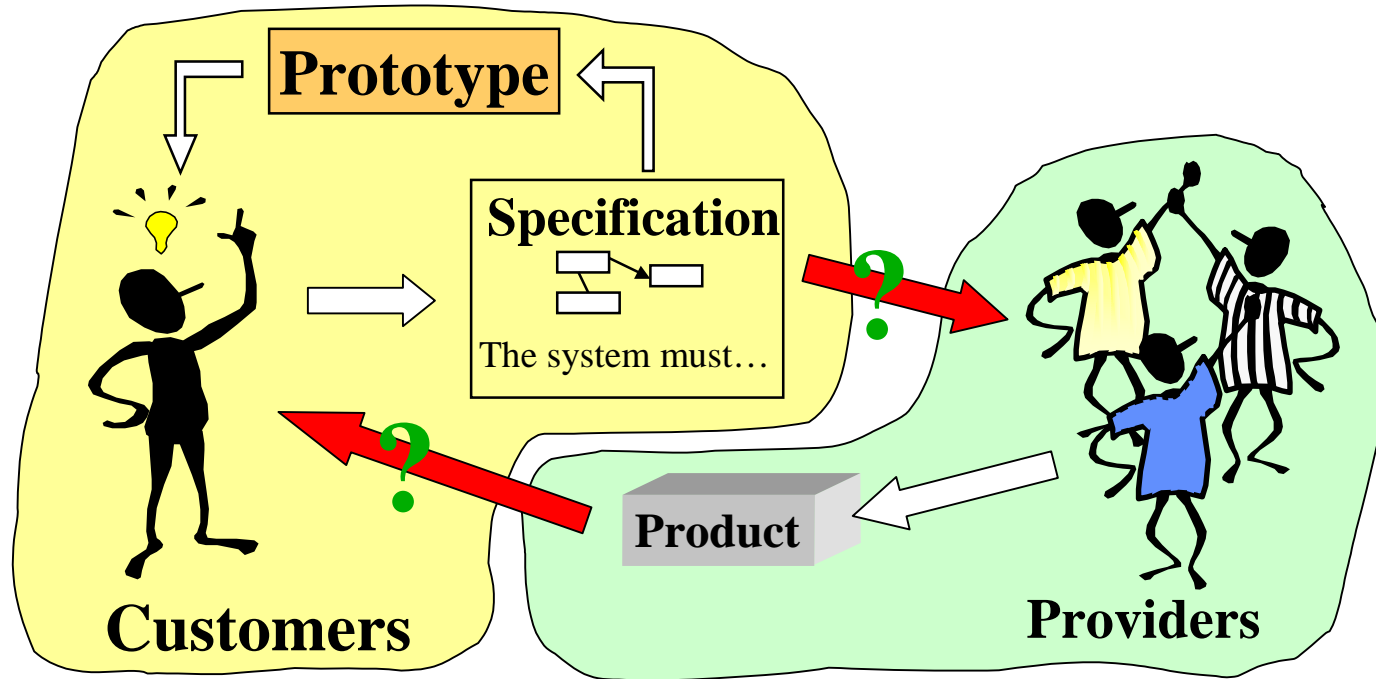 Prototype
Specification
The system must…
?
?
Product
Customers
Providers